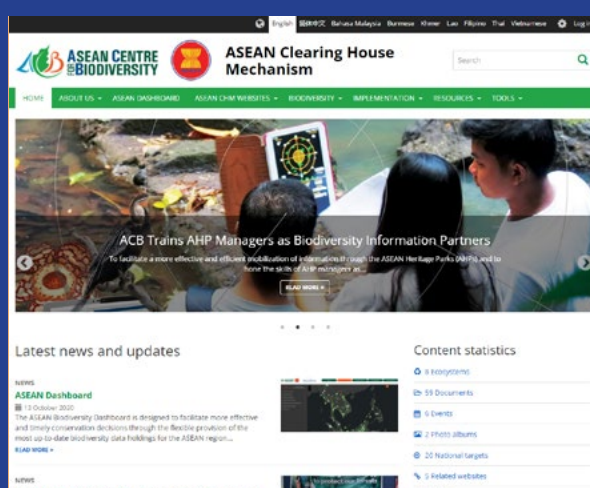 English 简体中文 Bahasa Malaysia Burmese Khmer Lao Filipino Thai Vietnamese Log in
ASEAN CENTRE
FOR BIODIVERSITY
ASEAN Clearing House
Mechanism
Search
HOME ABOUT US ASEAN DASHBOARD ASEAN CHM WEBSITES BIODIVERSITY IMPLEMENTATION RESOURCES TOOLS
ACB Trains AHP Managers as Biodiversity Information Partners
To facilitate a more effective and efficient mobilization of information through the ASEAN Heritage Parks (AHPs) and to
hone the skills of AHP managers as...
READ MORE »
Latest news and updates
Content statistics
NEWS
ASEAN Dashboard
13 October 2020
The ASEAN Biodiversity Dashboard is designed to facilitate more effective
and timely conservation decisions through the flexible provision of the
most up-to-date biodiversity data holdings for the ASEAN region...
READ MORE »
8 Ecosystems
59 Documents
6 Events
2 Photo albums
20 National targets
5 Related websites
NEWS